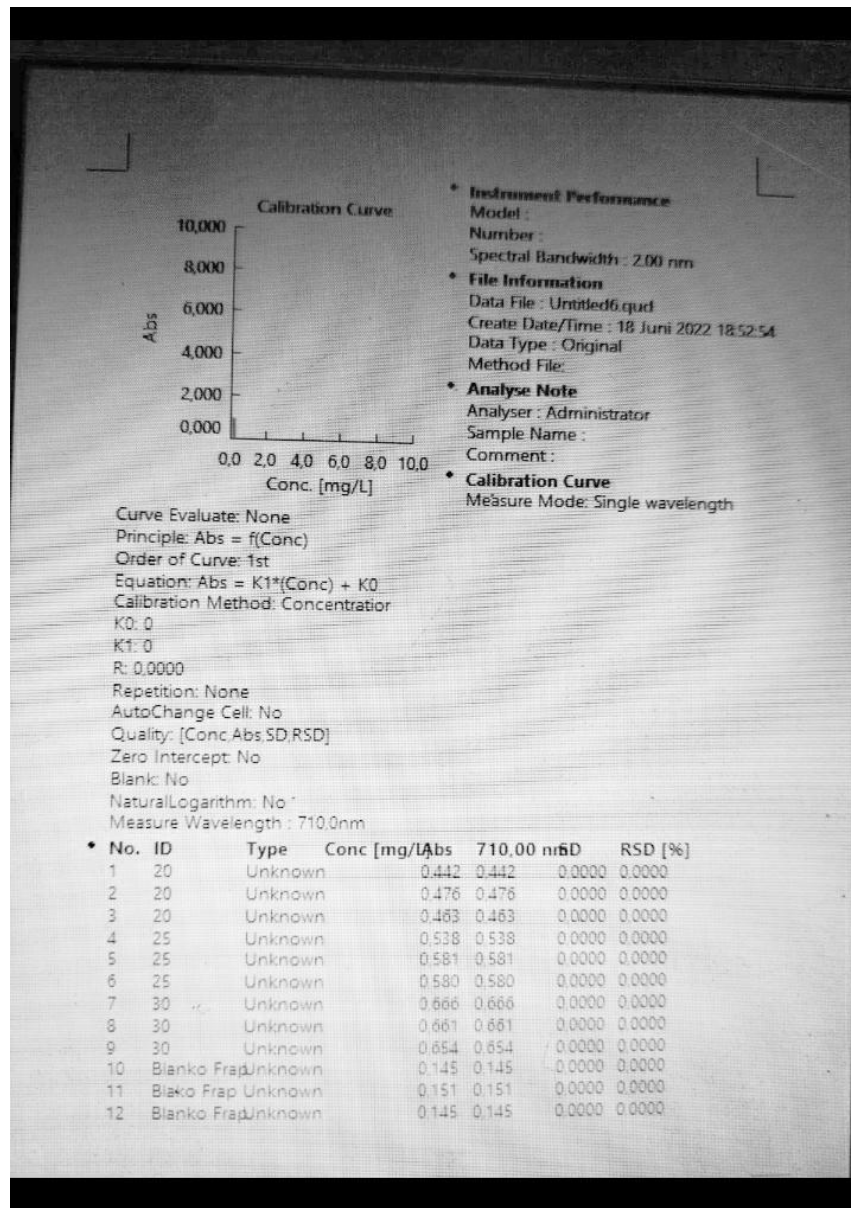 Calibration Curve
10,000
8,000
6,000
4,000
2,000
0,000
Abs
0,0 2,0 4,0 6,0 8,0 10,0
Conc. [mg/L]
* Instrument Performance
Model :
Number :
Spectral Bandwidth : 2.00 nm
* File Information
Data File : Untitled6.qud
Create Date/Time : 18 Juni 2022 18:52:54
Data Type : Original
Method File:
* Analyse Note
Analyser : Administrator
Sample Name :
Comment :
* Calibration Curve
Measure Mode: Single wavelength
Curve Evaluate: None
Principle: Abs = f(Conc)
Order of Curve: 1st
Equation: Abs = K1*(Conc) + K0
Calibration Method: Concentration
K0: 0
K1: 0
R: 0,0000
Repetition: None
AutoChange Cell: No
Quality: [Conc,Abs,SD,RSD]
Zero Intercept: No
Blank: No
NaturalLogarithm: No
Measure Wavelength : 710,0nm
* No. ID Type Conc [mg/L] Abs 710,00 nm SD RSD [%]
1 20 Unknown 0,442 0,442 0,0000 0,0000
2 20 Unknown 0,476 0,476 0,0000 0,0000
3 20 Unknown 0,463 0,463 0,0000 0,0000
4 25 Unknown 0,538 0,538 0,0000 0,0000
5 25 Unknown 0,581 0,581 0,0000 0,0000
6 25 Unknown 0,580 0,580 0,0000 0,0000
7 30 Unknown 0,666 0,666 0,0000 0,0000
8 30 Unknown 0,661 0,661 0,0000 0,0000
9 30 Unknown 0,654 0,654 0,0000 0,0000
10 Blanko Frap Unknown 0,145 0,145 0,0000 0,0000
11 Blako Frap Unknown 0,151 0,151 0,0000 0,0000
12 Blanko Frap Unknown 0,145 0,145 0,0000 0,0000